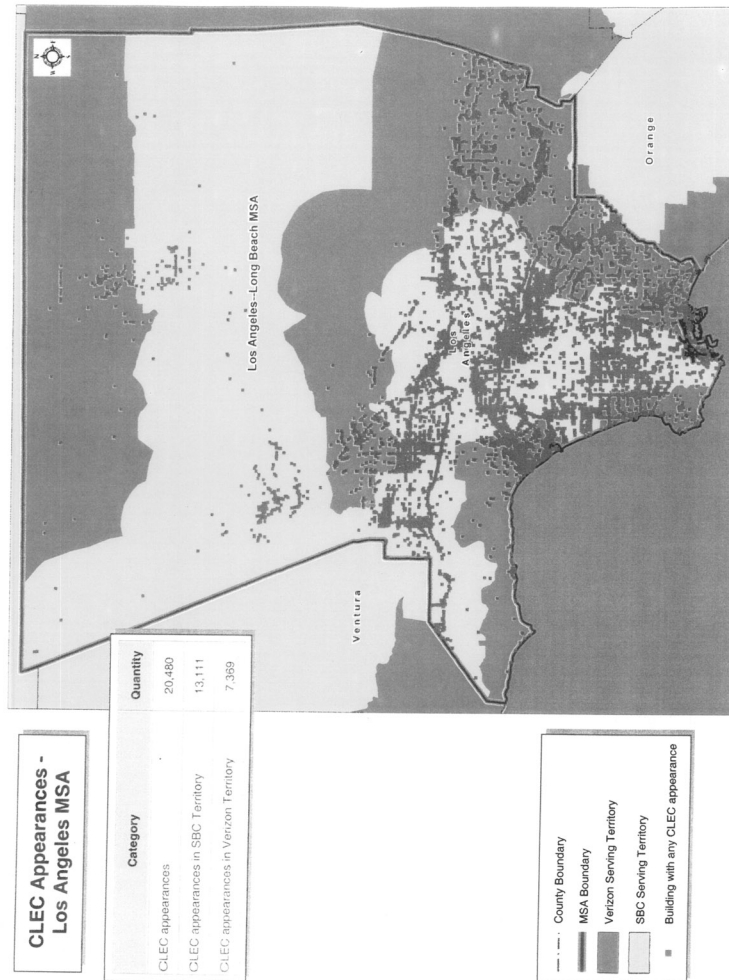 CLEC Appearances -
Los Angeles MSA
Category Quantity
CLEC appearances 20,480
CLEC appearances in SBC Territory 13,111
CLEC appearances in Verizon Territory 7,369
County Boundary
MSA Boundary
Verizon Serving Territory
SBC Serving Territory
Building with any CLEC appearance
N
W
E
S
Los Angeles--Long Beach MSA
Ventura
Los
Angeles
Orange